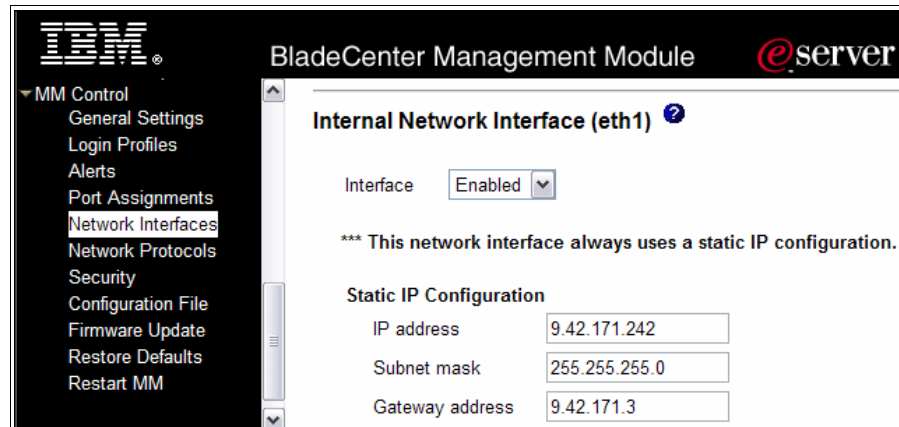 IBM®
BladeCenter Management Module
eserver
MM Control
General Settings
Login Profiles
Alerts
Port Assignments
Network Interfaces
Network Protocols
Security
Configuration File
Firmware Update
Restore Defaults
Restart MM
Internal Network Interface (eth1) ?
Interface Enabled
*** This network interface always uses a static IP configuration.
Static IP Configuration
IP address 9.42.171.242
Subnet mask 255.255.255.0
Gateway address 9.42.171.3